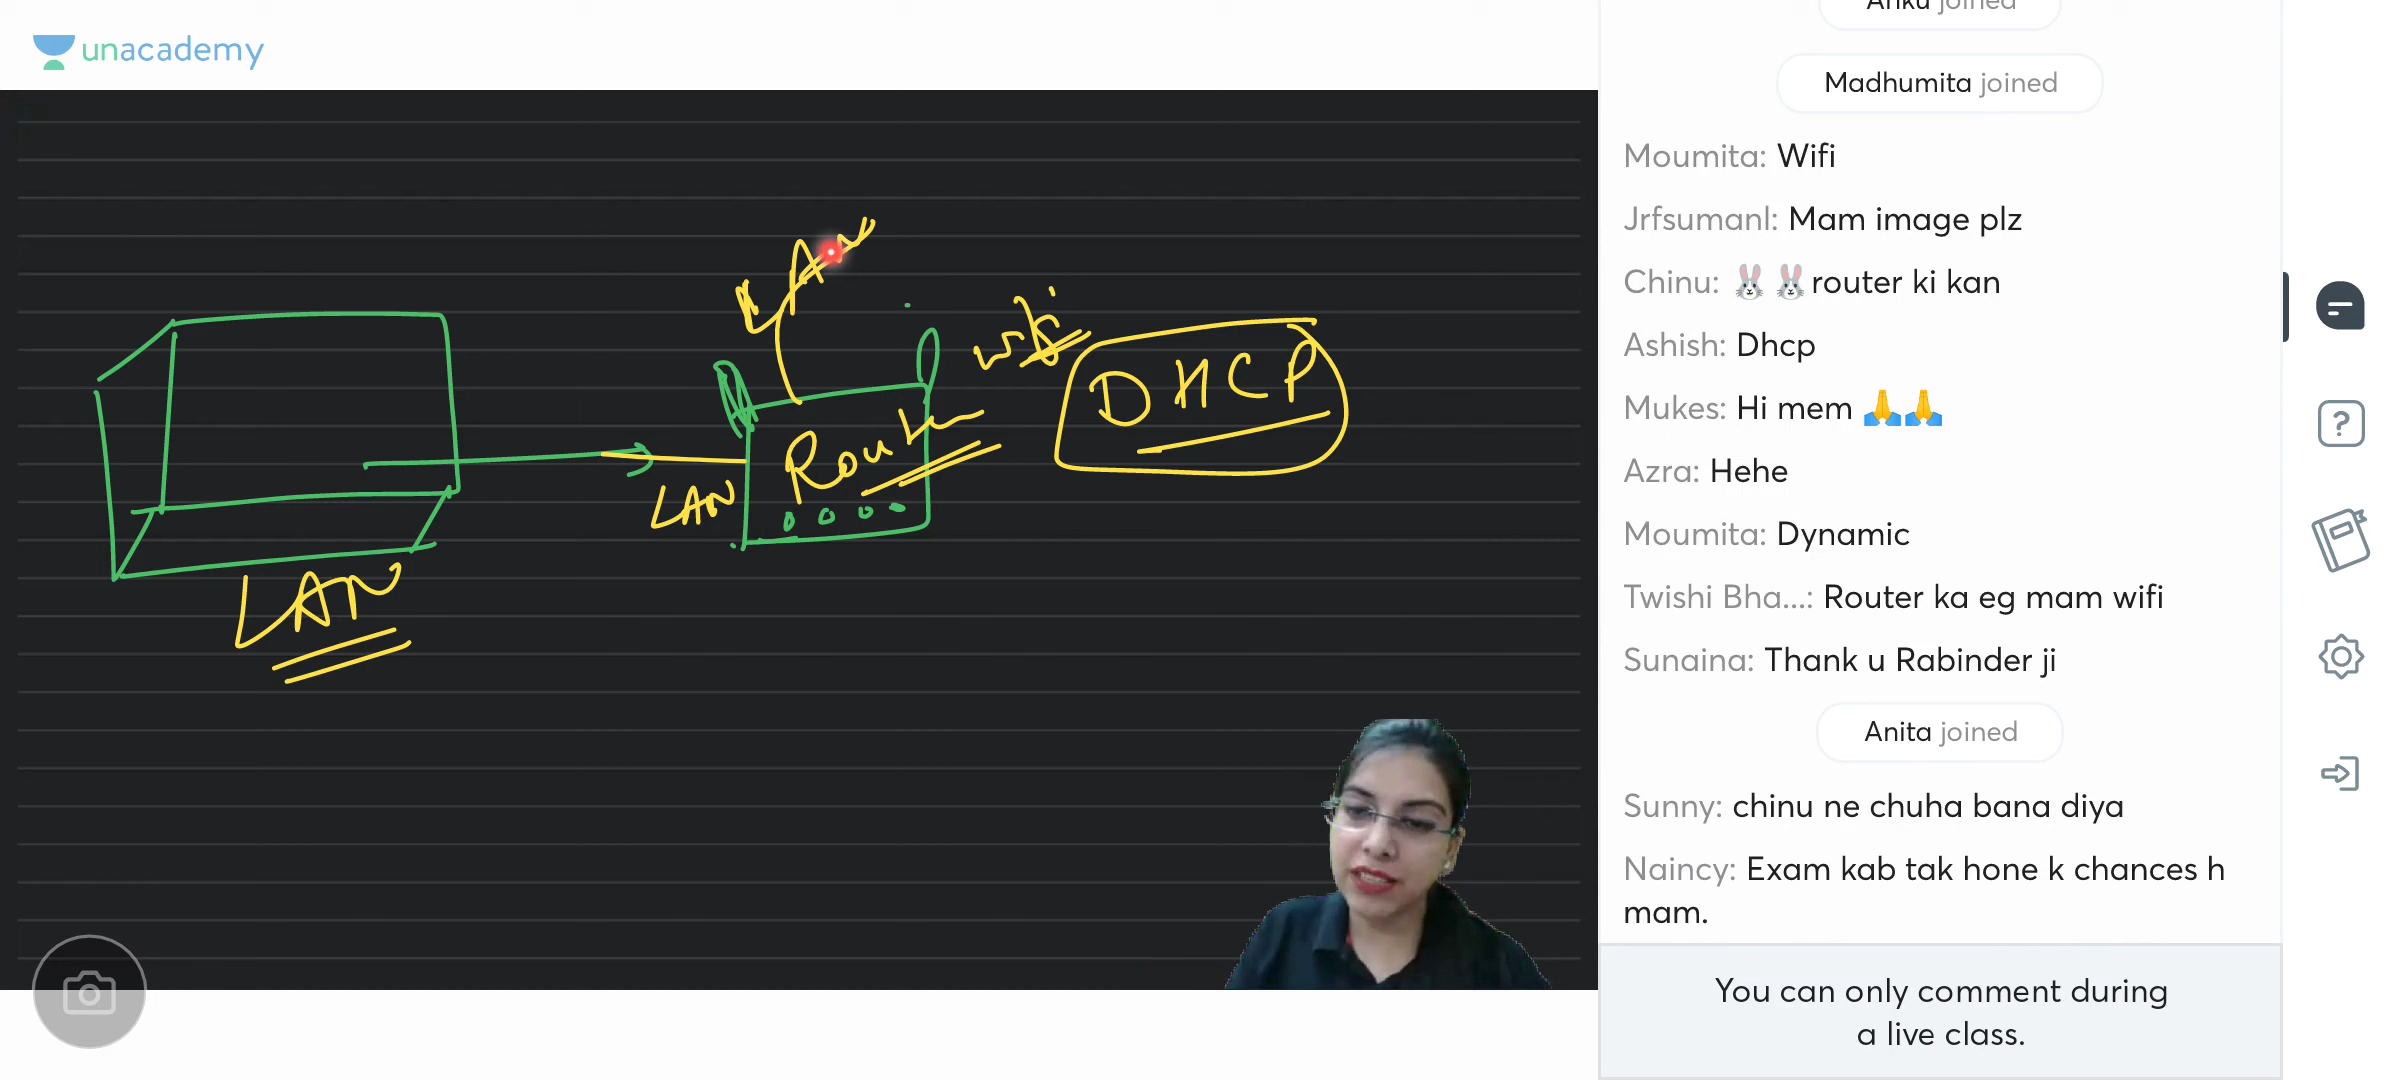 unacademy
LAN
wifi
DHCP
Router
LAN
LAN
Anku joined
Madhumita joined
Moumita: Wifi
Jrfsumanl: Mam image plz
Chinu: 🐰 🐰router ki kan
Ashish: Dhcp
Mukes: Hi mem 🙏🙏
Azra: Hehe
Moumita: Dynamic
Twishi Bha...: Router ka eg mam wifi
Sunaina: Thank u Rabinder ji
Anita joined
Sunny: chinu ne chuha bana diya
Naincy: Exam kab tak hone k chances h
mam.
You can only comment during
a live class.